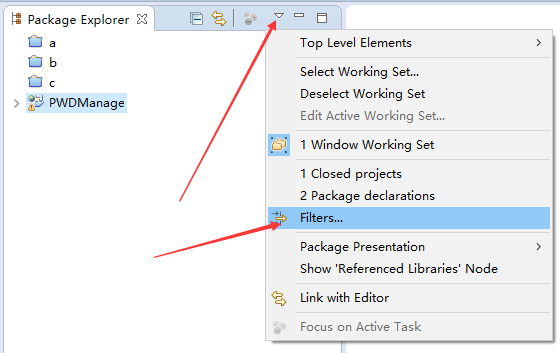 Package Explorer
a
b
c
PWDManage
Top Level Elements
Select Working Set...
Deselect Working Set
Edit Active Working Set...
1 Window Working Set
1 Closed projects
2 Package declarations
Filters...
Package Presentation
Show 'Referenced Libraries' Node
Link with Editor
Focus on Active Task